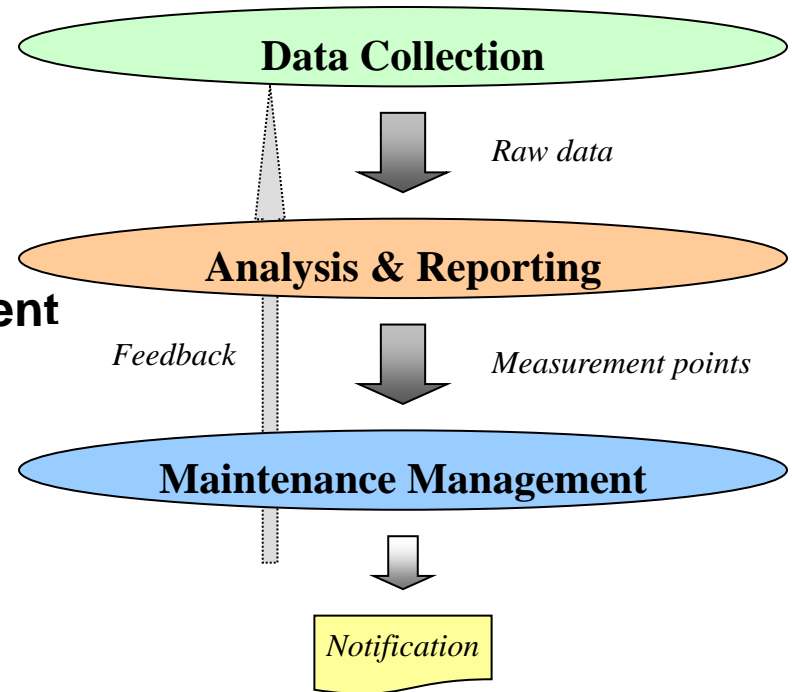 Data Collection
Raw data
Analysis & Reporting
ent
Feedback
Measurement points
Maintenance Management
Notification